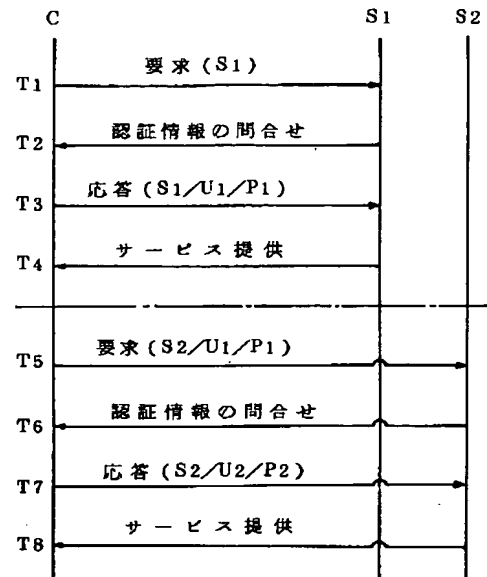 C S1 S2
要求(S1)
T1
認証情報の問合せ
T2
応答(S1/U1/P1)
T3
サービス提供
T4
要求(S2/U1/P1)
T5
認証情報の問合せ
T6
応答(S2/U2/P2)
T7
サービス提供
T8